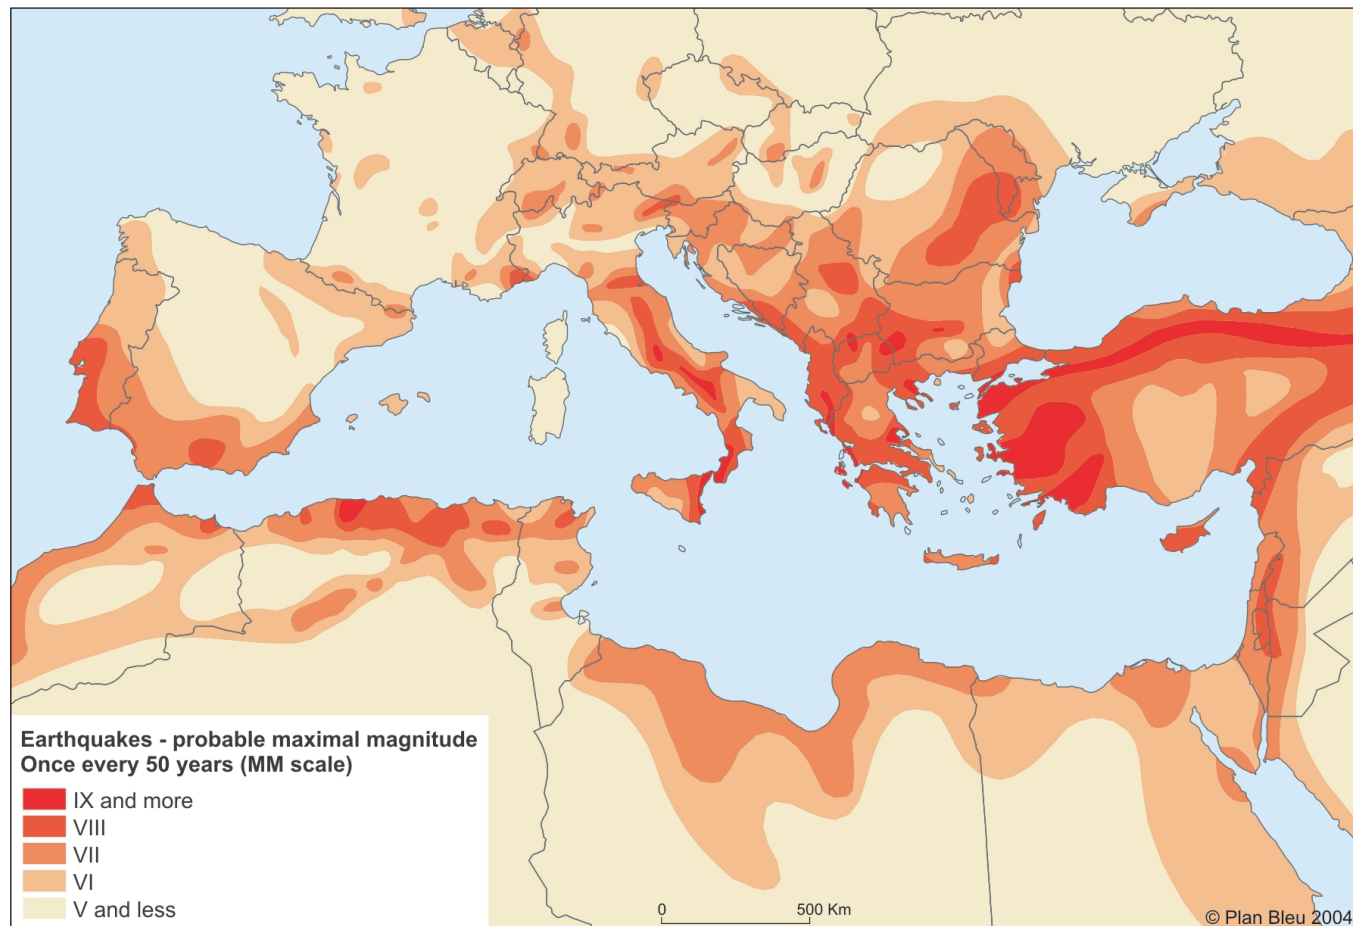 Earthquakes - probable maximal magnitude
Once every 50 years (MM scale)
IX and more
VIII
VII
VI
V and less
0 500 Km
© Plan Bleu 2004